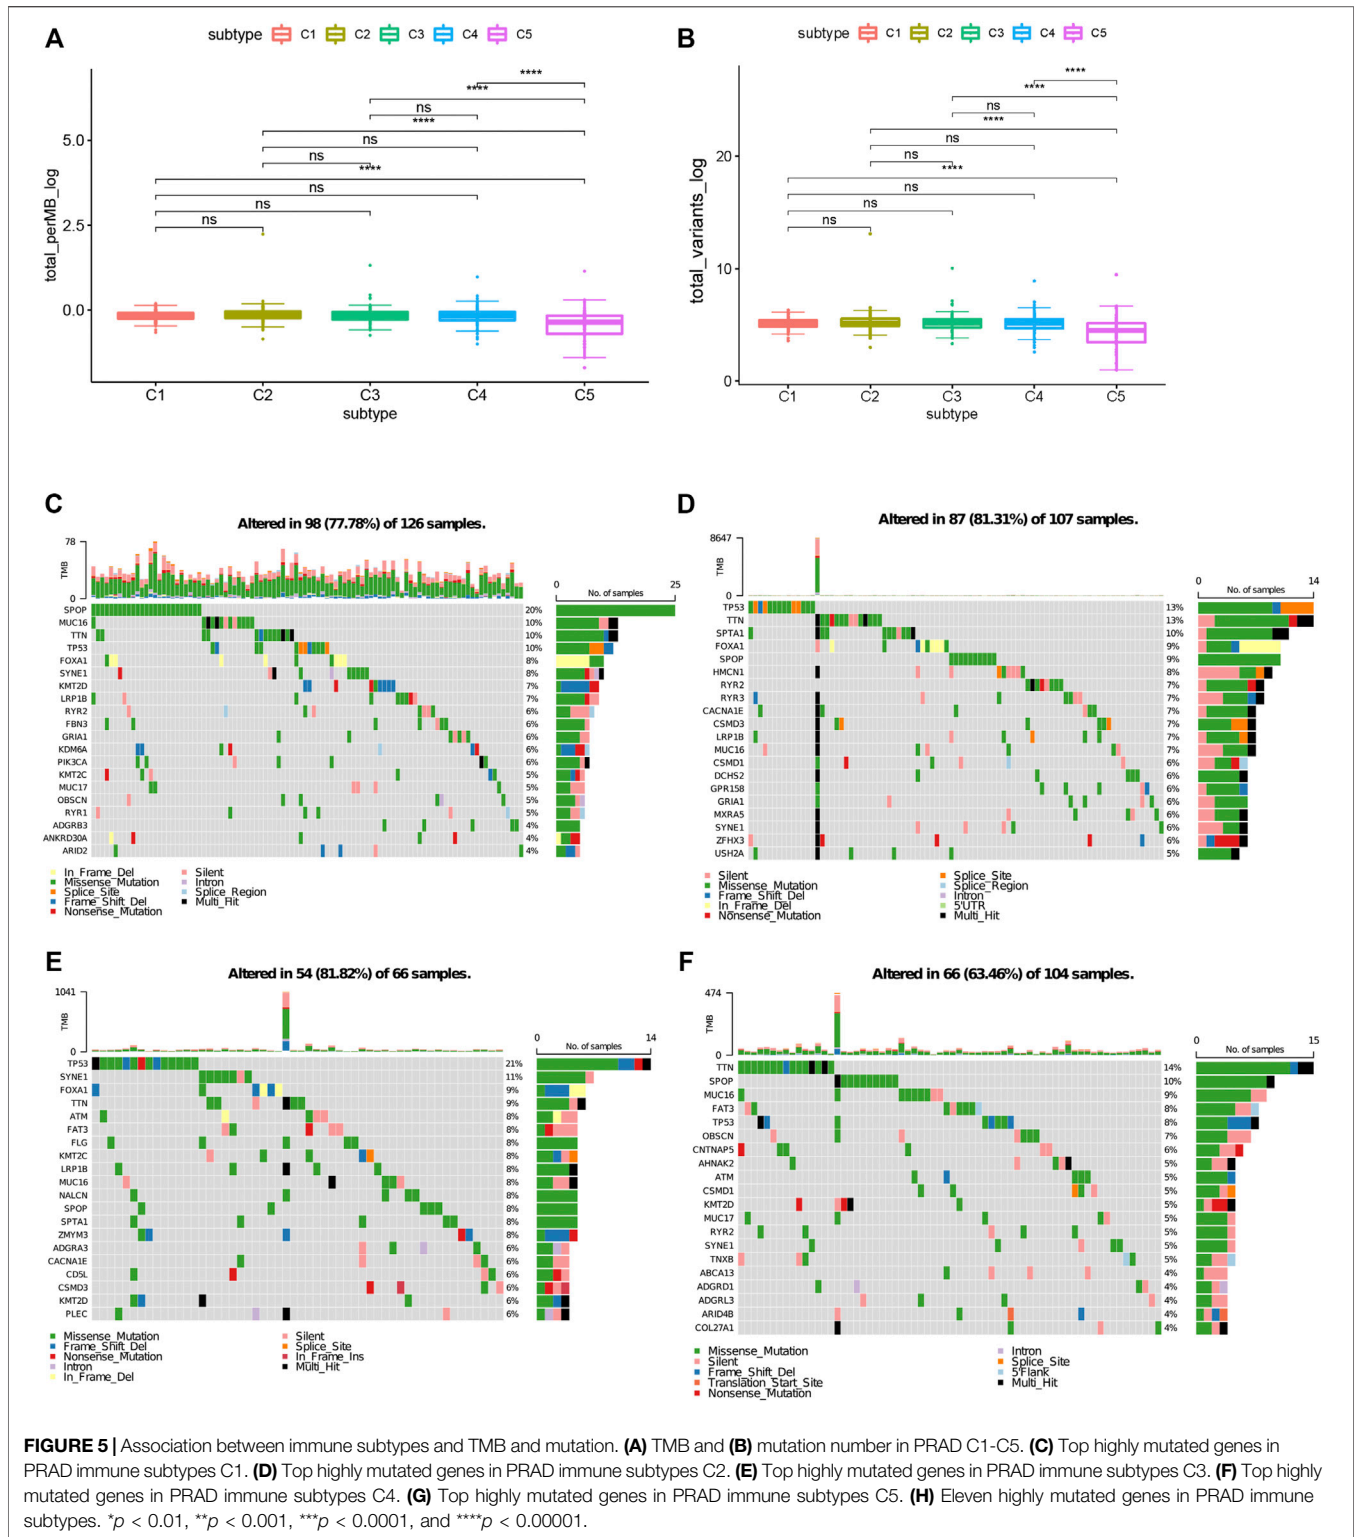 A
subtype C1 C2 C3 C4 C5
total_perMB_log
5.0
2.5
0.0
****
****
ns
****
ns
ns
****
ns
ns
ns
C1 C2 C3 C4 C5
subtype
B
subtype C1 C2 C3 C4 C5
total_variants_log
20
10
0
****
****
ns
****
ns
ns
****
ns
ns
ns
C1 C2 C3 C4 C5
subtype
C
Altered in 98 (77.78%) of 126 samples.
78
TMB
0
0 25
No. of samples
SPOP 20%
MUC16 10%
TTN 10%
TP53 10%
FOXA1 8%
SYNE1 8%
KMT2D 7%
LRP1B 7%
RYR2 6%
FBN3 6%
GRIA1 6%
KDM6A 6%
PIK3CA 6%
KMT2C 5%
MUC17 5%
OBSCN 5%
RYR1 5%
ADGRB3 4%
ANKRD30A 4%
ARID2 4%
In_Frame_Del Silent
Missense_Mutation Intron
Splice_Site Splice_Region
Frame_Shift_Del Multi_Hit
Nonsense_Mutation
D
Altered in 87 (81.31%) of 107 samples.
8647
TMB
0
0 14
No. of samples
TP53 13%
TTN 13%
SPTA1 10%
FOXA1 9%
SPOP 9%
HMCN1 8%
RYR2 7%
RYR3 7%
CACNA1E 7%
CSMD3 7%
LRP1B 7%
MUC16 7%
CSMD1 6%
DCHS2 6%
GPR158 6%
GRIA1 6%
MXRA5 6%
SYNE1 6%
ZFHX3 6%
USH2A 5%
Silent Splice_Site
Missense_Mutation Splice_Region
Frame_Shift_Del Intron
In_Frame_Del 5'UTR
Nonsense_Mutation Multi_Hit
E
Altered in 54 (81.82%) of 66 samples.
1041
TMB
0
0 14
No. of samples
TP53 21%
SYNE1 11%
FOXA1 9%
TTN 9%
ATM 8%
FAT3 8%
FLG 8%
KMT2C 8%
LRP1B 8%
MUC16 8%
NALCN 8%
SPOP 8%
SPTA1 8%
ZMYM3 8%
ADGRA3 6%
CACNA1E 6%
CD5L 6%
CSMD3 6%
KMT2D 6%
PLEC 6%
Missense_Mutation Silent
Frame_Shift_Del Splice_Site
Nonsense_Mutation In_Frame_Ins
Intron Multi_Hit
In_Frame_Del
F
Altered in 66 (63.46%) of 104 samples.
474
TMB
0
0 15
No. of samples
TTN 14%
SPOP 10%
MUC16 9%
FAT3 8%
TP53 8%
OBSCN 7%
CNTNAP5 6%
AHNAK2 5%
ATM 5%
CSMD1 5%
KMT2D 5%
MUC17 5%
RYR2 5%
SYNE1 5%
TNXB 5%
ABCA13 4%
ADGRD1 4%
ADGRL3 4%
ARID4B 4%
COL27A1 4%
Missense_Mutation Intron
Silent Splice_Site
Frame_Shift_Del 5'Flank
Translation_Start_Site Multi_Hit
Nonsense_Mutation
FIGURE 5 | Association between immune subtypes and TMB and mutation. (A) TMB and (B) mutation number in PRAD C1-C5. (C) Top highly mutated genes in
PRAD immune subtypes C1. (D) Top highly mutated genes in PRAD immune subtypes C2. (E) Top highly mutated genes in PRAD immune subtypes C3. (F) Top highly
mutated genes in PRAD immune subtypes C4. (G) Top highly mutated genes in PRAD immune subtypes C5. (H) Eleven highly mutated genes in PRAD immune
subtypes. *p < 0.01, **p < 0.001, ***p < 0.0001, and ****p < 0.00001.